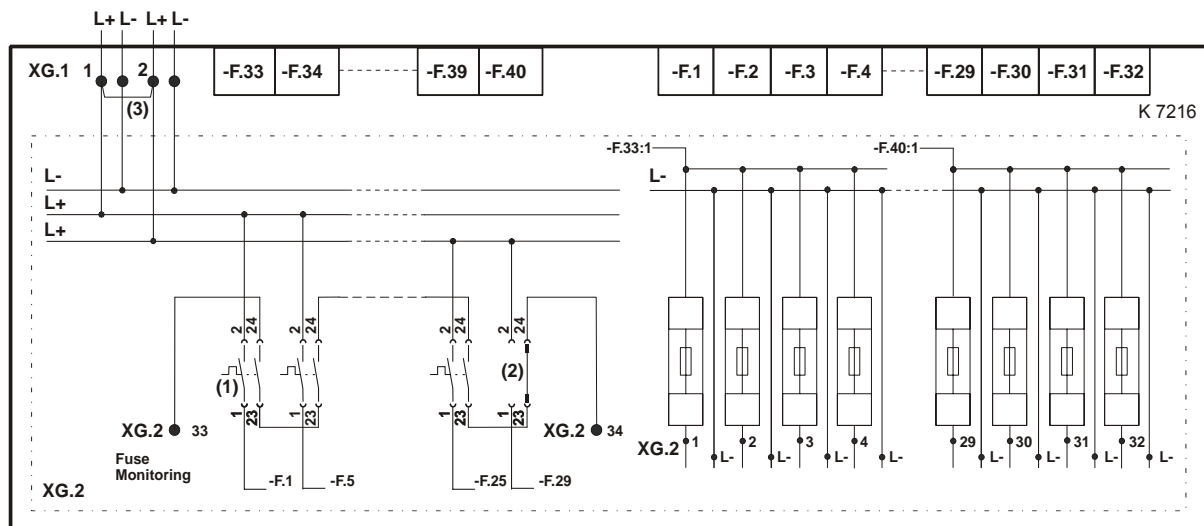 L+ L- L+ L-
XG.1 1 2
(3)
-F.33 -F.34 -F.39 -F.40
-F.1 -F.2 -F.3 -F.4 -F.29 -F.30 -F.31 -F.32
K 7216
-F.33:1 -F.40:1
L-
L+
L+
L-
2 24 2 24 2 24 2 24
(1) (2)
1 23 1 23 1 23 1 23
XG.2 33
Fuse
Monitoring
XG.2 34
-F.1 -F.5 -F.25 -F.29
XG.2
XG.2 1 2 3 4 29 30 31 32
L- L- L- L- L- L- L- L-